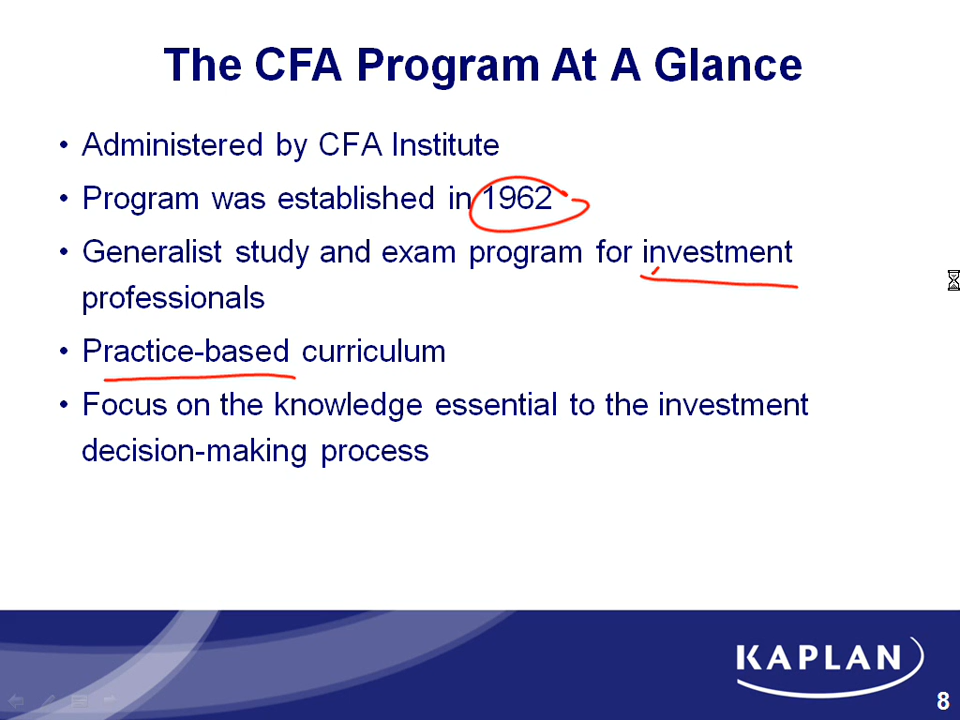 The CFA Program At A Glance
• Administered by CFA Institute
• Program was established in 1962
• Generalist study and exam program for investment
professionals
• Practice-based curriculum
• Focus on the knowledge essential to the investment
decision-making process
KAPLAN
8